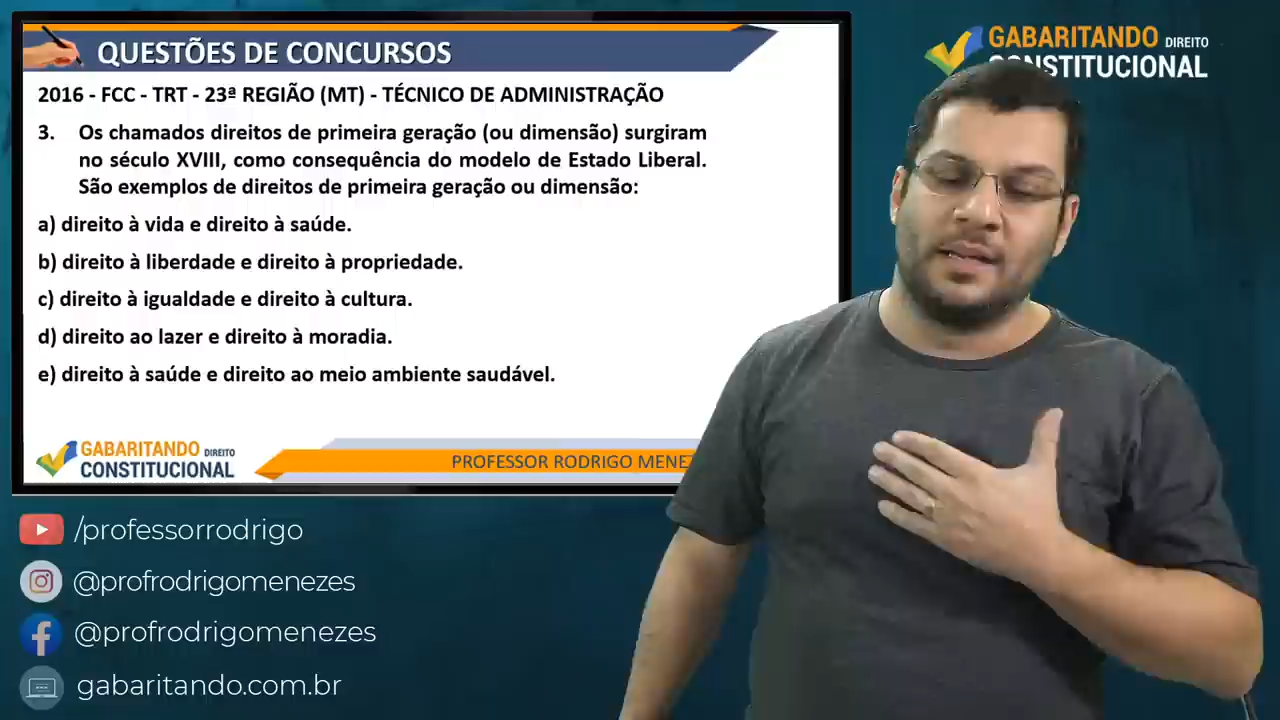 QUESTÕES DE CONCURSOS
2016 - FCC - TRT - 23ª REGIÃO (MT) - TÉCNICO DE ADMINISTRAÇÃO
3. Os chamados direitos de primeira geração (ou dimensão) surgiram
no século XVIII, como consequência do modelo de Estado Liberal.
São exemplos de direitos de primeira geração ou dimensão:
a) direito à vida e direito à saúde.
b) direito à liberdade e direito à propriedade.
c) direito à igualdade e direito à cultura.
d) direito ao lazer e direito à moradia.
e) direito à saúde e direito ao meio ambiente saudável.
GABARITANDO DIREITO
CONSTITUCIONAL
PROFESSOR RODRIGO MENE
GABARITANDO DIREITO
CONSTITUCIONAL
/professorrodrigo
@profrodrigomenezes
@profrodrigomenezes
gabaritando.com.br